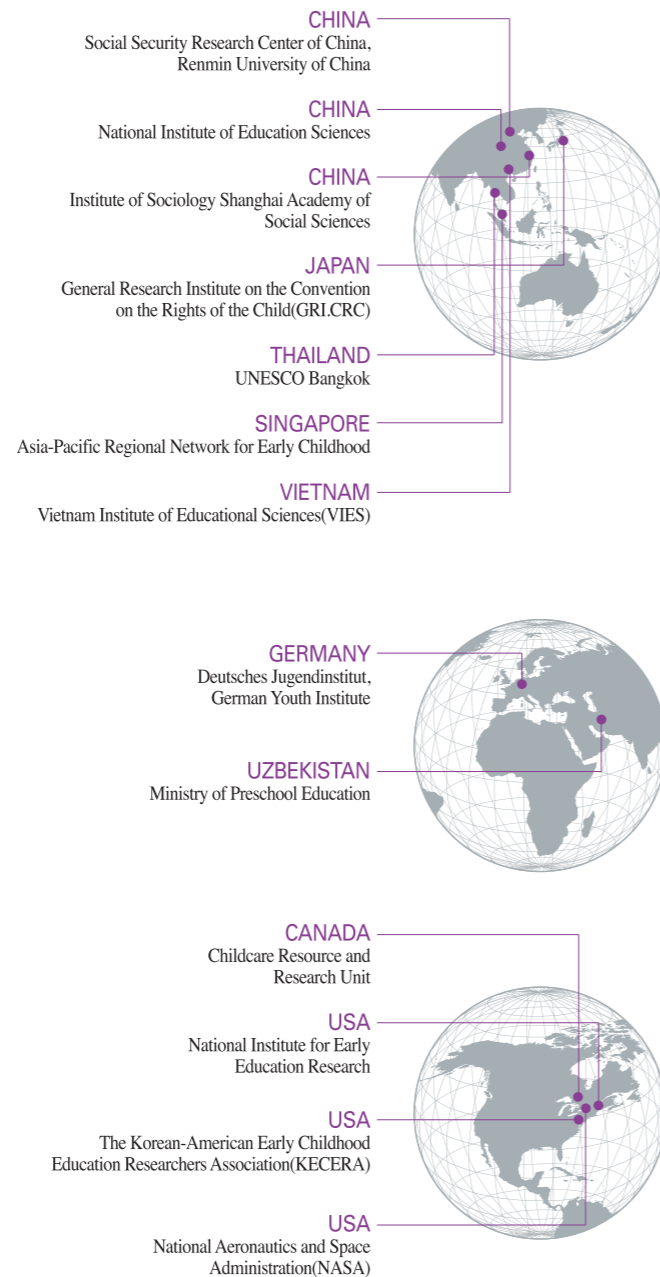 CHINA
Social Security Research Center of China,
Renmin University of China
CHINA
National Institute of Education Sciences
CHINA
Institute of Sociology Shanghai Academy of
Social Sciences
JAPAN
General Research Institute on the Convention
on the Rights of the Child(GRI.CRC)
THAILAND
UNESCO Bangkok
SINGAPORE
Asia-Pacific Regional Network for Early Childhood
VIETNAM
Vietnam Institute of Educational Sciences(VIES)
GERMANY
Deutsches Jugendinstitut,
German Youth Institute
UZBEKISTAN
Ministry of Preschool Education
CANADA
Childcare Resource and
Research Unit
USA
National Institute for Early
Education Research
USA
The Korean-American Early Childhood
Education Researchers Association(KECERA)
USA
National Aeronautics and Space
Administration(NASA)